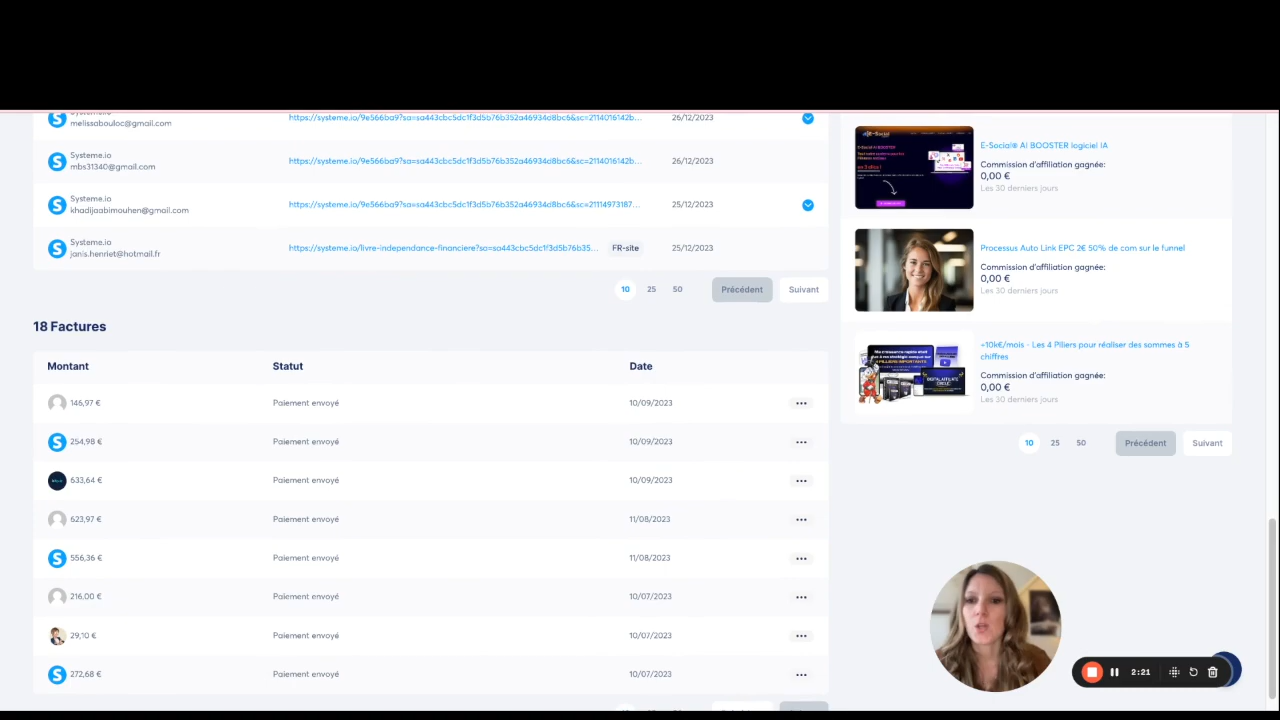 melissabouloc@gmail.com
https://systeme.io/9e566ba9?sa=sa443cbc5dc1f3d5b76b352a46934d8bc6&sc=2114016142b...
26/12/2023
Systeme.io
mbs31340@gmail.com
https://systeme.io/9e566ba9?sa=sa443cbc5dc1f3d5b76b352a46934d8bc6&sc=2114016142b...
26/12/2023
Systeme.io
khadijaabimouhen@gmail.com
https://systeme.io/9e566ba9?sa=sa443cbc5dc1f3d5b76b352a46934d8bc6&sc=21114973187...
25/12/2023
Systeme.io
janis.henriet@hotmail.fr
https://systeme.io/livre-independance-financiere?sa=sa443cbc5dc1f3d5b76b35...
FR-site
25/12/2023
10 25 50 Précédent Suivant
18 Factures
Montant Statut Date
146,97 € Paiement envoyé 10/09/2023
254,98 € Paiement envoyé 10/09/2023
633,64 € Paiement envoyé 10/09/2023
623,97 € Paiement envoyé 11/08/2023
556,36 € Paiement envoyé 11/08/2023
216,00 € Paiement envoyé 10/07/2023
29,10 € Paiement envoyé 10/07/2023
272,68 € Paiement envoyé 10/07/2023
E-Social® AI BOOSTER logiciel IA
Commission d'affiliation gagnée:
0,00 €
Les 30 derniers jours
Processus Auto Link EPC 2€ 50% de com sur le funnel
Commission d'affiliation gagnée:
0,00 €
Les 30 derniers jours
+10k€/mois - Les 4 Piliers pour réaliser des sommes à 5
chiffres
Commission d'affiliation gagnée:
0,00 €
Les 30 derniers jours
10 25 50 Précédent Suivant
2:21